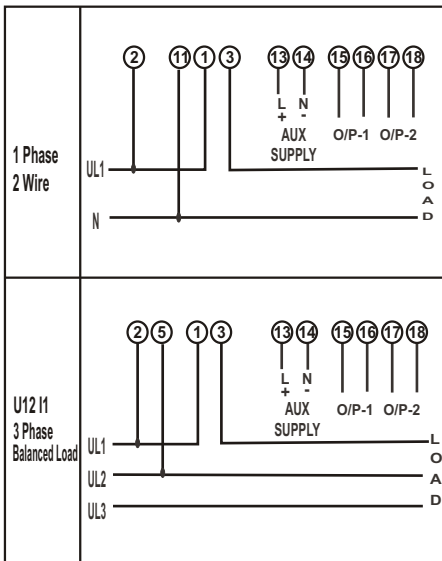 2 11 1 3 13 14 15 16 17 18
L N
+ -
AUX
SUPPLY
O/P-1 O/P-2
1 Phase
2 Wire
UL1
N
LOAD
2 5 1 3 13 14 15 16 17 18
L N
+ -
AUX
SUPPLY
O/P-1 O/P-2
U12 I1
3 Phase
Balanced Load
UL1
UL2
UL3
LOAD